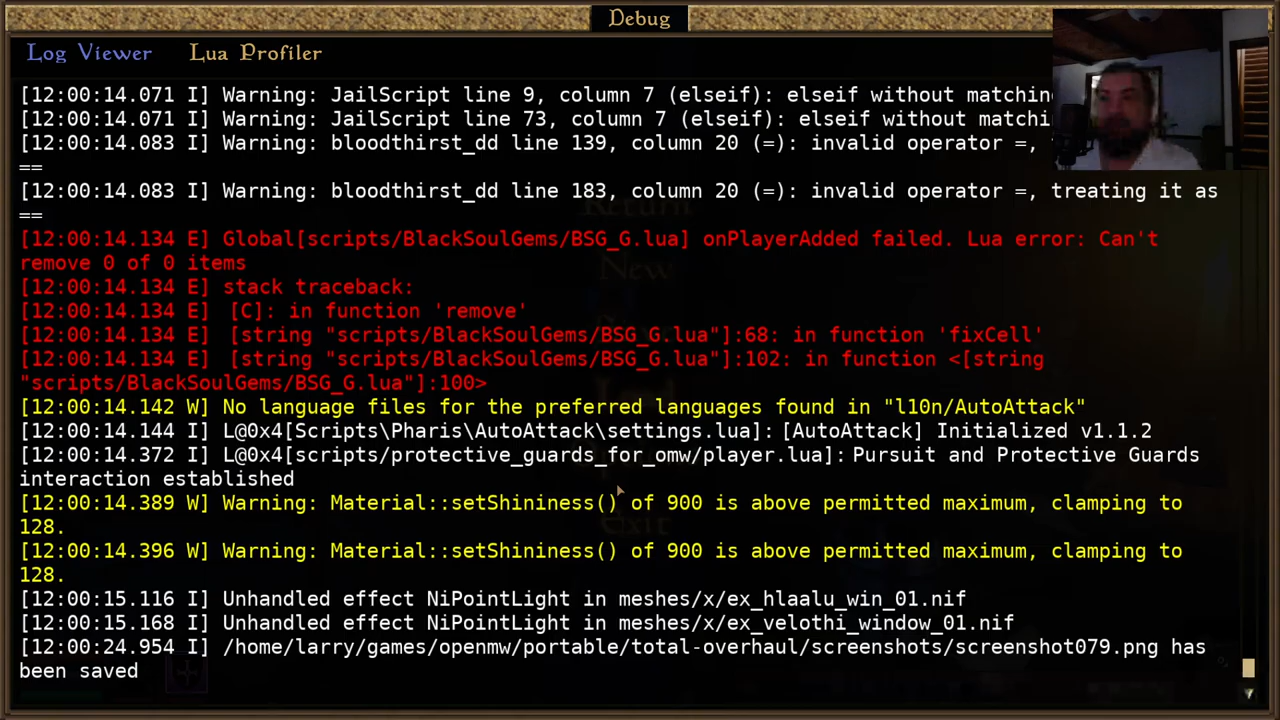 Debug
Log Viewer Lua Profiler
[12:00:14.071 I] Warning: JailScript line 9, column 7 (elseif): elseif without matchin
[12:00:14.071 I] Warning: JailScript line 73, column 7 (elseif): elseif without matchi
[12:00:14.083 I] Warning: bloodthirst_dd line 139, column 20 (=): invalid operator =,
==
[12:00:14.083 I] Warning: bloodthirst_dd line 183, column 20 (=): invalid operator =, treating it as
==
[12:00:14.134 E] Global[scripts/BlackSoulGems/BSG_G.lua] onPlayerAdded failed. Lua error: Can't
remove 0 of 0 items
[12:00:14.134 E] stack traceback:
[12:00:14.134 E]  [C]: in function 'remove'
[12:00:14.134 E]  [string "scripts/BlackSoulGems/BSG_G.lua"]:68: in function 'fixCell'
[12:00:14.134 E]  [string "scripts/BlackSoulGems/BSG_G.lua"]:102: in function <[string
"scripts/BlackSoulGems/BSG_G.lua"]:100>
[12:00:14.142 W] No language files for the preferred languages found in "l10n/AutoAttack"
[12:00:14.144 I] L@0x4[Scripts\Pharis\AutoAttack\settings.lua]: [AutoAttack] Initialized v1.1.2
[12:00:14.372 I] L@0x4[scripts/protective_guards_for_omw/player.lua]: Pursuit and Protective Guards
interaction established
[12:00:14.389 W] Warning: Material::setShininess() of 900 is above permitted maximum, clamping to
128.
[12:00:14.396 W] Warning: Material::setShininess() of 900 is above permitted maximum, clamping to
128.
[12:00:15.116 I] Unhandled effect NiPointLight in meshes/x/ex_hlaalu_win_01.nif
[12:00:15.168 I] Unhandled effect NiPointLight in meshes/x/ex_velothi_window_01.nif
[12:00:24.954 I] /home/larry/games/openmw/portable/total-overhaul/screenshots/screenshot079.png has
been saved
Return
New
Exit